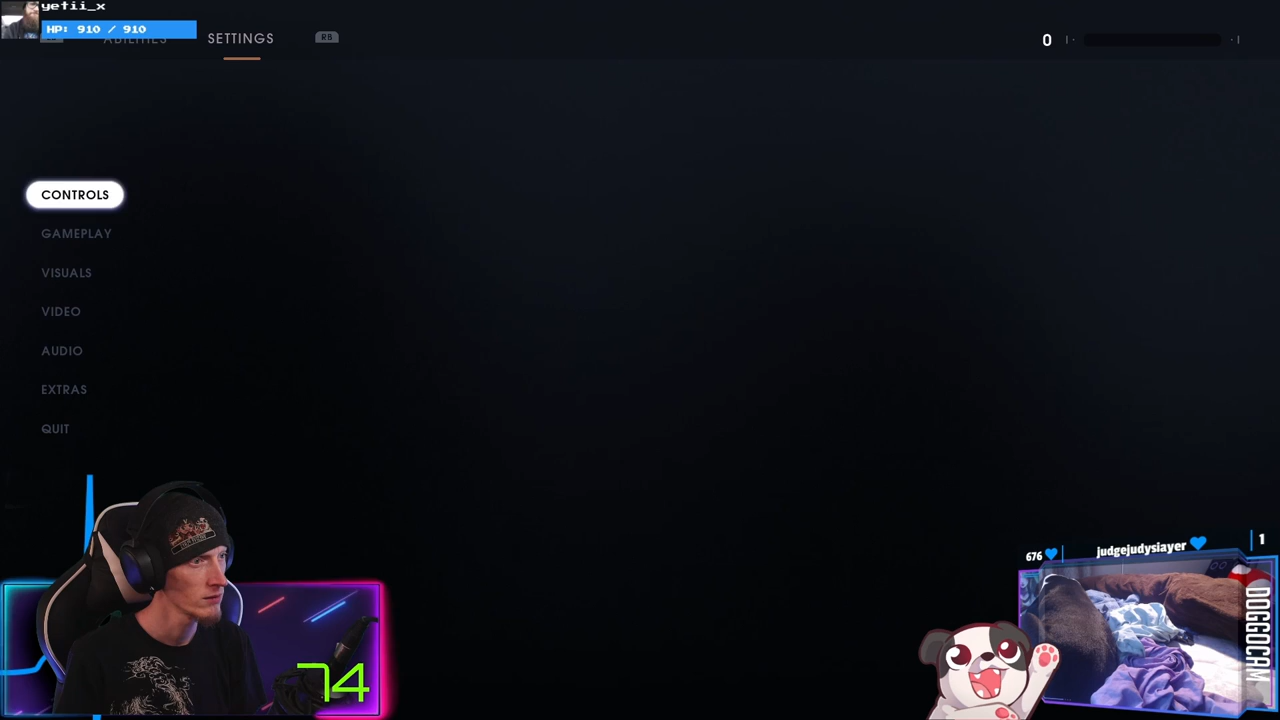 yetii_x
HP: 910 / 910
ABILITIES
SETTINGS
RB
0
CONTROLS
GAMEPLAY
VISUALS
VIDEO
AUDIO
EXTRAS
QUIT
74
676
judgejudyslayer
1
DOGGOCAM